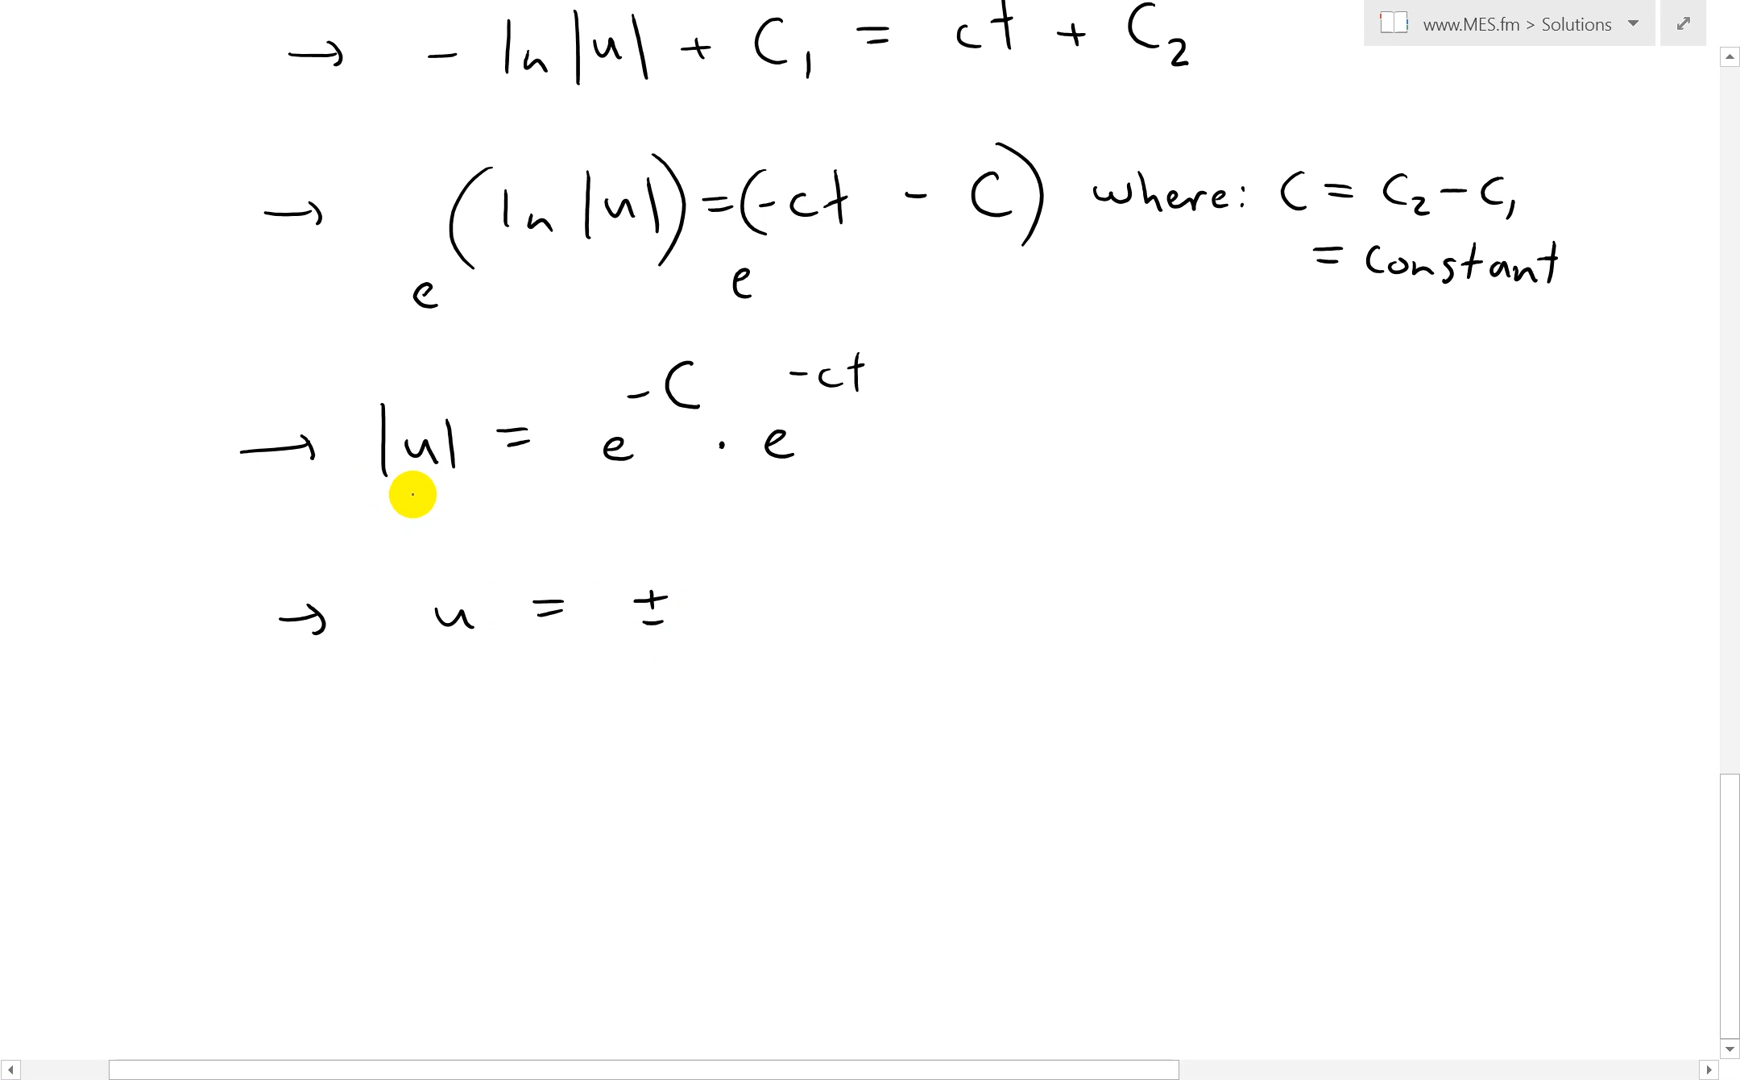 www.MES.fm > Solutions
→ - ln |u| + C₁ = ct + C₂
→ e^(ln |u|) = e^(-ct - C) where: C = C₂ - C₁
= constant
→ |u| = e^-C · e^-ct
→ u = ±